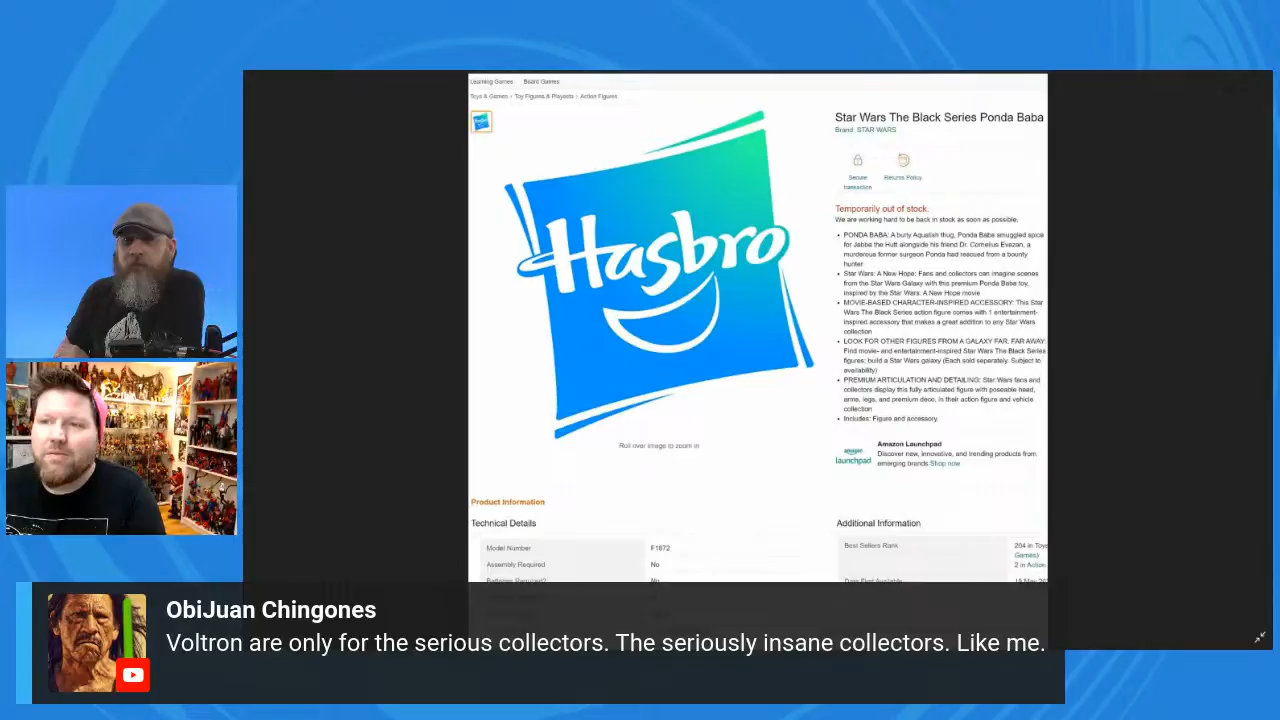 Learning Games Board Games
Toys & Games › Toy Figures & Playsets › Action Figures
Hasbro
Hasbro
Roll over image to zoom in
Star Wars The Black Series Ponda Baba
Brand: STAR WARS
Secure
transaction
Returns Policy
Temporarily out of stock.
We are working hard to be back in stock as soon as possible.
• PONDA BABA: A burly Aqualish thug, Ponda Baba smuggled spice
for Jabba the Hutt alongside his friend Dr. Cornelius Evazan, a
murderous former surgeon Ponda had rescued from a bounty
hunter
• Star Wars: A New Hope: Fans and collectors can imagine scenes
from the Star Wars Galaxy with this premium Ponda Baba toy,
inspired by the Star Wars: A New Hope movie
• MOVIE-BASED CHARACTER-INSPIRED ACCESSORY: This Star
Wars The Black Series action figure comes with 1 entertainment-
inspired accessory that makes a great addition to any Star Wars
collection
• LOOK FOR OTHER FIGURES FROM A GALAXY FAR, FAR AWAY:
Find movie- and entertainment-inspired Star Wars The Black Series
figures; build a Star Wars galaxy (Each sold seperately. Subject to
availability)
• PREMIUM ARTICULATION AND DETAILING: Star Wars fans and
collectors display this fully articulated figure with poseable head,
arms, legs, and premium deco, in their action figure and vehicle
collection
• Includes: Figure and accessory.
amazon
launchpad
Amazon Launchpad
Discover new, innovative, and trending products from
emerging brands Shop now
Product Information
Technical Details
Model Number F1872
Assembly Required No
Batteries Required? No
Additional Information
Best Sellers Rank 204 in Toys
Games)
2 in Action
Date First Available 19 May 20
ObiJuan Chingones
Voltron are only for the serious collectors. The seriously insane collectors. Like me.